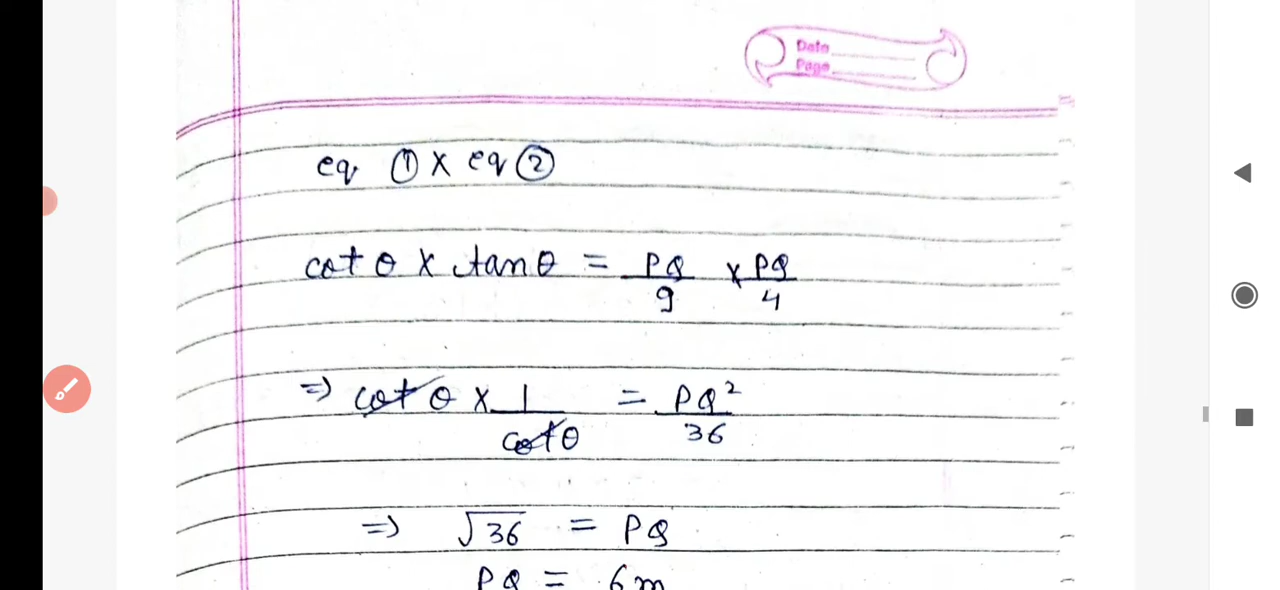 Date
Page
eq. ① × eq ②
cot θ × tan θ = PQ/9 × PQ/4
=> cot θ × 1/cot θ = PQ²/36
=> √36 = PQ
PQ = 6m